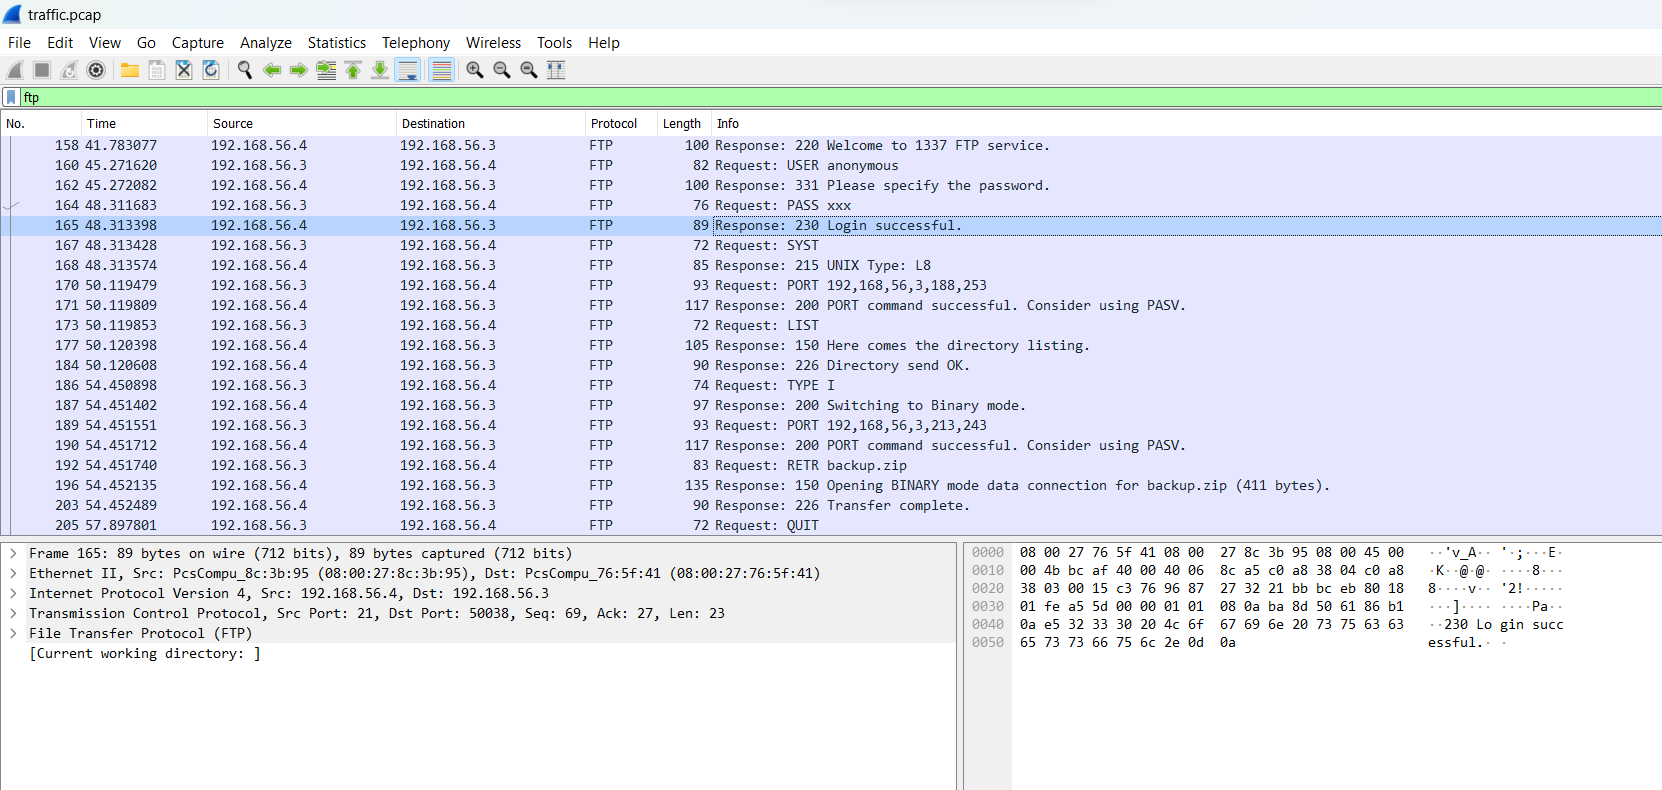 traffic.pcap
File Edit View Go Capture Analyze Statistics Telephony Wireless Tools Help
ftp
No. Time Source Destination Protocol Length Info
158 41.783077 192.168.56.4 192.168.56.3 FTP 100 Response: 220 Welcome to 1337 FTP service.
160 45.271620 192.168.56.3 192.168.56.4 FTP 82 Request: USER anonymous
162 45.272082 192.168.56.4 192.168.56.3 FTP 100 Response: 331 Please specify the password.
164 48.311683 192.168.56.3 192.168.56.4 FTP 76 Request: PASS xxx
165 48.313398 192.168.56.4 192.168.56.3 FTP 89 Response: 230 Login successful.
167 48.313428 192.168.56.3 192.168.56.4 FTP 72 Request: SYST
168 48.313574 192.168.56.4 192.168.56.3 FTP 85 Response: 215 UNIX Type: L8
170 50.119479 192.168.56.3 192.168.56.4 FTP 93 Request: PORT 192,168,56,3,188,253
171 50.119809 192.168.56.4 192.168.56.3 FTP 117 Response: 200 PORT command successful. Consider using PASV.
173 50.119853 192.168.56.3 192.168.56.4 FTP 72 Request: LIST
177 50.120398 192.168.56.4 192.168.56.3 FTP 105 Response: 150 Here comes the directory listing.
184 50.120608 192.168.56.4 192.168.56.3 FTP 90 Response: 226 Directory send OK.
186 54.450898 192.168.56.3 192.168.56.4 FTP 74 Request: TYPE I
187 54.451402 192.168.56.4 192.168.56.3 FTP 97 Response: 200 Switching to Binary mode.
189 54.451551 192.168.56.3 192.168.56.4 FTP 93 Request: PORT 192,168,56,3,213,243
190 54.451712 192.168.56.4 192.168.56.3 FTP 117 Response: 200 PORT command successful. Consider using PASV.
192 54.451740 192.168.56.3 192.168.56.4 FTP 83 Request: RETR backup.zip
196 54.452135 192.168.56.4 192.168.56.3 FTP 135 Response: 150 Opening BINARY mode data connection for backup.zip (411 bytes).
203 54.452489 192.168.56.4 192.168.56.3 FTP 90 Response: 226 Transfer complete.
205 57.897801 192.168.56.3 192.168.56.4 FTP 72 Request: QUIT
Frame 165: 89 bytes on wire (712 bits), 89 bytes captured (712 bits)
Ethernet II, Src: PcsCompu_8c:3b:95 (08:00:27:8c:3b:95), Dst: PcsCompu_76:5f:41 (08:00:27:76:5f:41)
Internet Protocol Version 4, Src: 192.168.56.4, Dst: 192.168.56.3
Transmission Control Protocol, Src Port: 21, Dst Port: 50038, Seq: 69, Ack: 27, Len: 23
File Transfer Protocol (FTP)
[Current working directory: ]
0000 08 00 27 76 5f 41 08 00 27 8c 3b 95 08 00 45 00 ··'v_A·· '·;···E·
0010 00 4b bc af 40 00 40 06 8c a5 c0 a8 38 04 c0 a8 ·K··@·@· ····8···
0020 38 03 00 15 c3 76 96 87 27 32 21 bb bc eb 80 18 8····v·· '2!·····
0030 01 fe a5 5d 00 00 01 01 08 0a ba 8d 50 61 86 b1 ···]···· ····Pa··
0040 0a e5 32 33 30 20 4c 6f 67 69 6e 20 73 75 63 63 ··230 Lo gin succ
0050 65 73 73 66 75 6c 2e 0d 0a essful.· ·